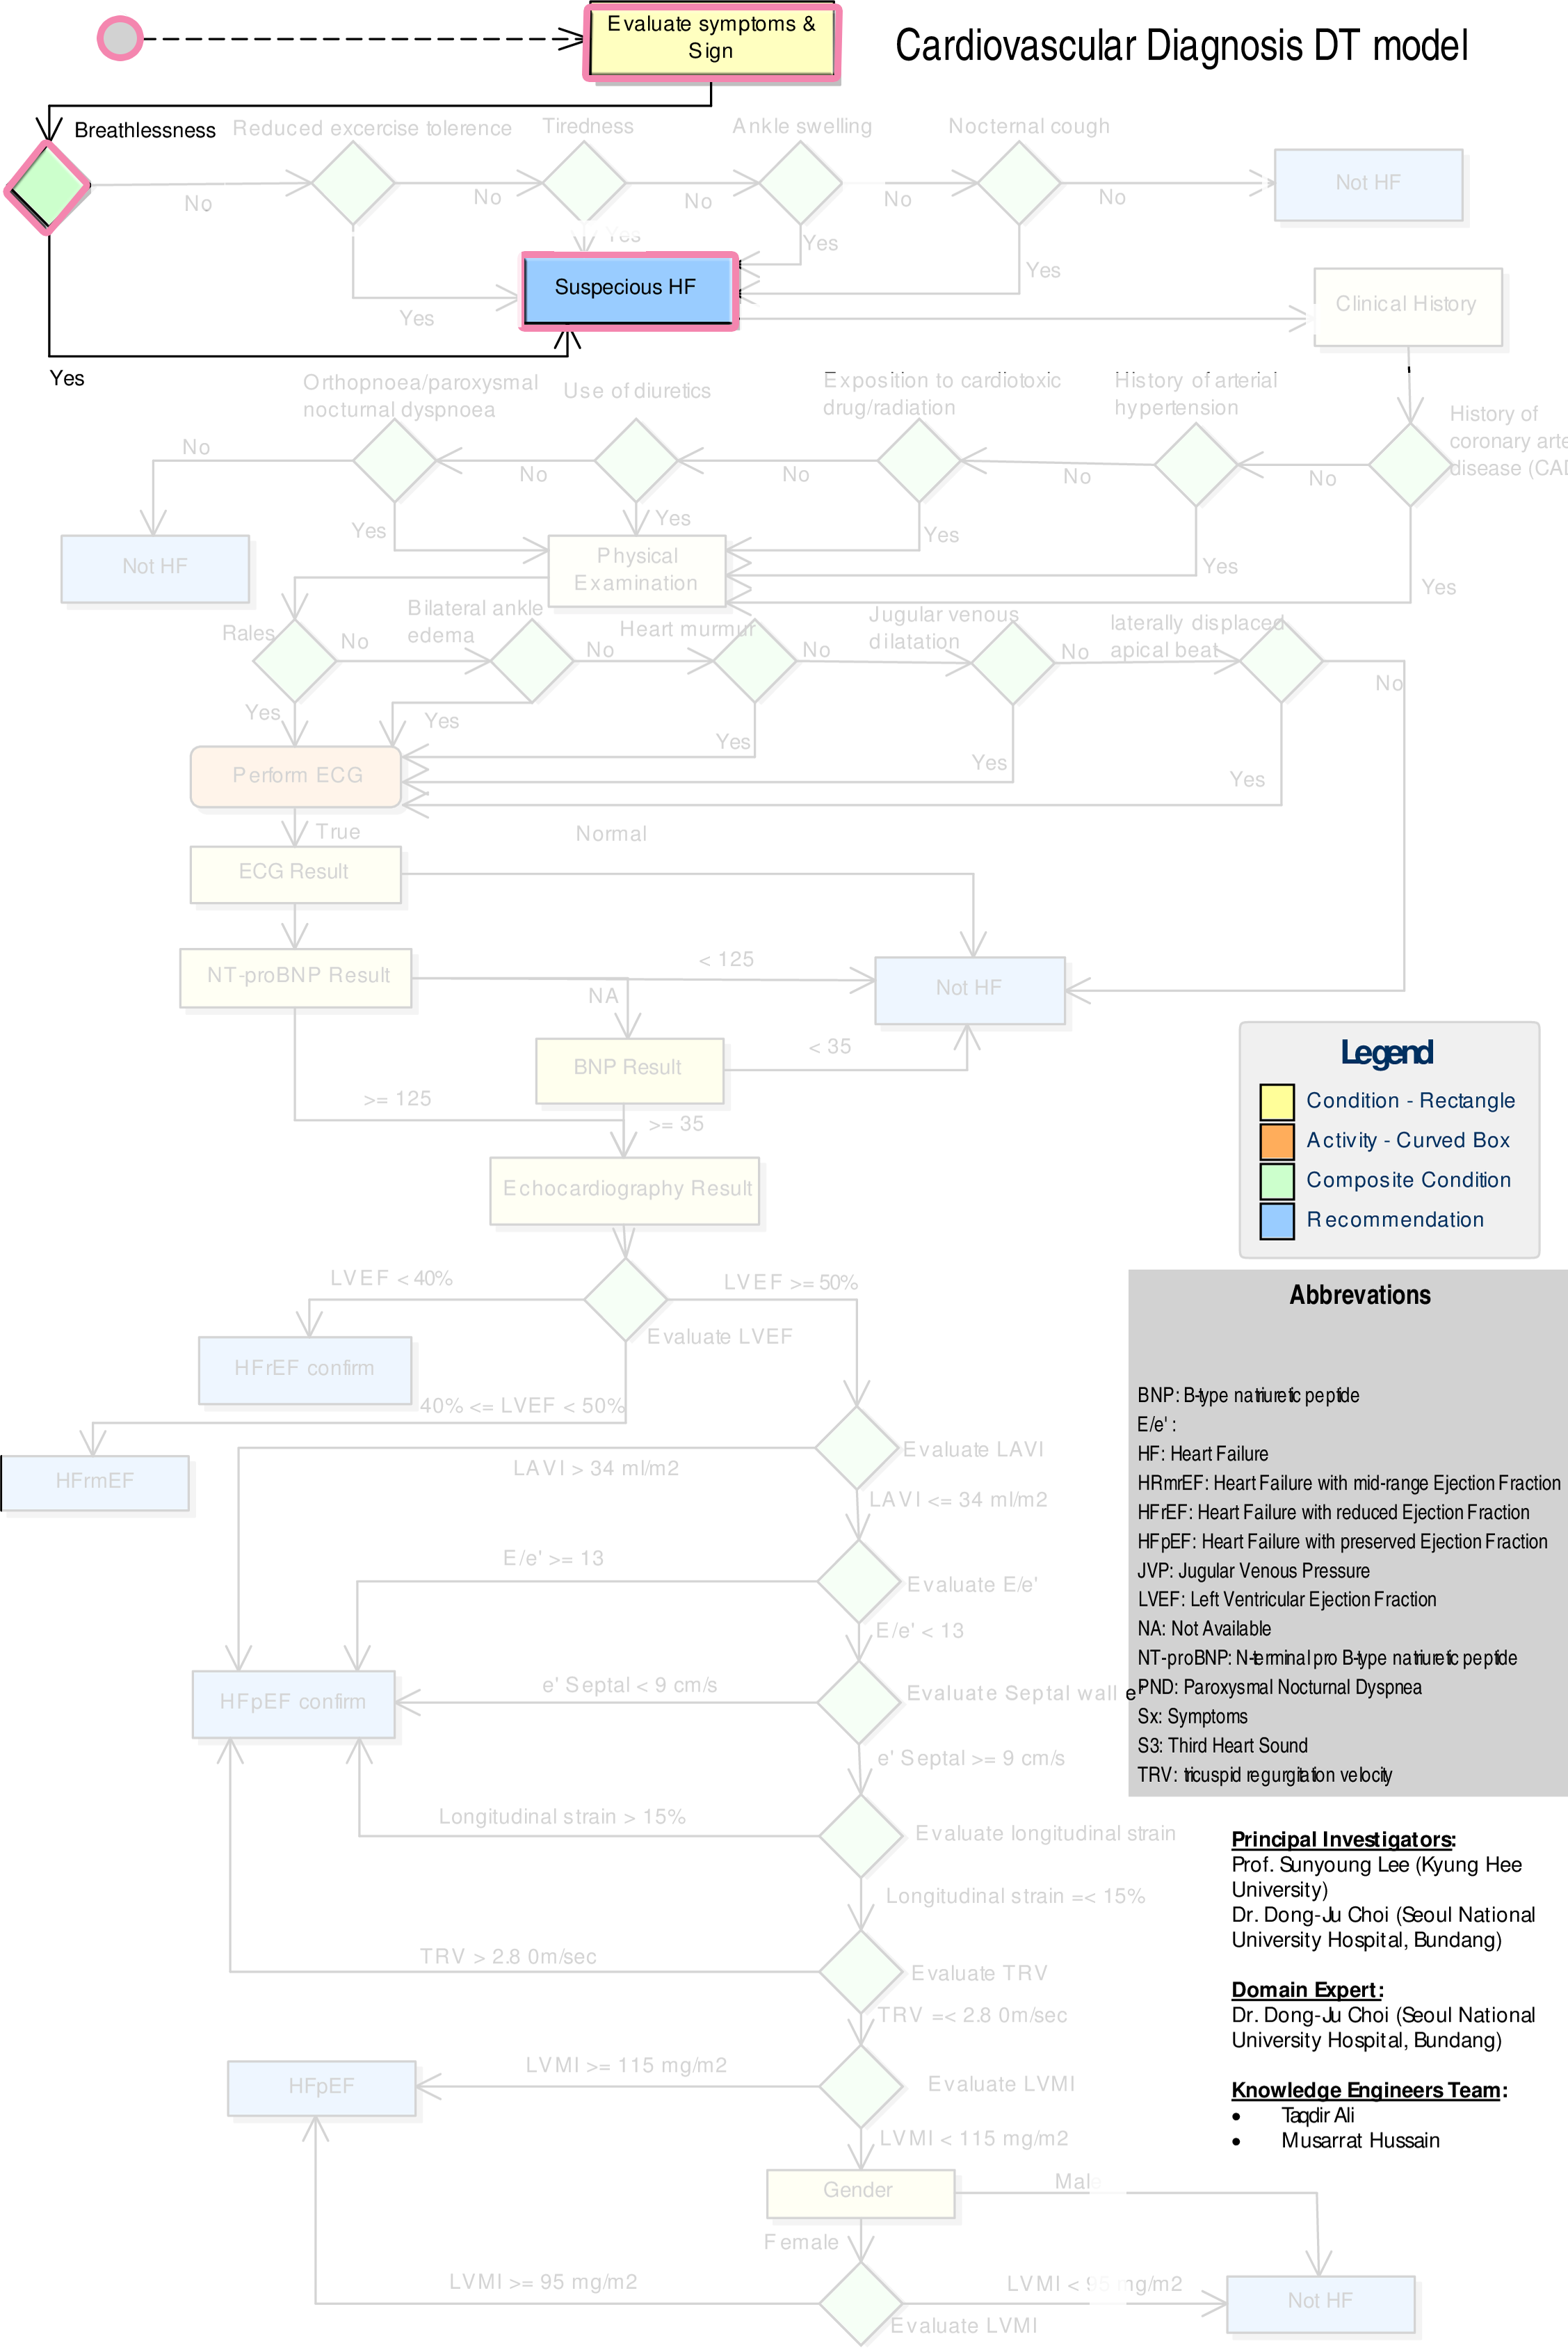 Evaluate symptoms &
Sign
Cardiovascular Diagnosis DT model
Breathlessness
Reduced excercise tolerence
Tiredness
Ankle swelling
Nocternal cough
No
No
No
No
No
Not HF
Yes
Yes
Yes
Yes
Suspecious HF
Clinical History
Yes
Orthopnoea/paroxysmal
nocturnal dyspnoea
Use of diuretics
Exposition to cardiotoxic
drug/radiation
History of arterial
hypertension
History of
coronary arte
disease (CAD
No
No
No
No
No
Yes
Yes
Yes
Yes
Yes
Not HF
Physical
Examination
Rales
No
Bilateral ankle
edema
No
Heart murmur
No
Jugular venous
dilatation
No
laterally displaced
apical beat
No
Yes
Yes
Yes
Yes
Yes
Perform ECG
True
Normal
ECG Result
NT-proBNP Result
< 125
NA
Not HF
BNP Result
< 35
>= 125
>= 35
Echocardiography Result
Legend
Condition - Rectangle
Activity - Curved Box
Composite Condition
Recommendation
LVEF < 40%
LVEF >= 50%
Evaluate LVEF
HFrEF confirm
40% <= LVEF < 50%
HFrmEF
Evaluate LAVI
LAVI > 34 ml/m2
LAVI <= 34 ml/m2
E/e' >= 13
Evaluate E/e'
E/e' < 13
HFpEF confirm
e' Septal < 9 cm/s
Evaluate Septal wall e'
e' Septal >= 9 cm/s
Longitudinal strain > 15%
Evaluate longitudinal strain
Longitudinal strain =< 15%
TRV > 2.8 0m/sec
Evaluate TRV
TRV =< 2.8 0m/sec
HFpEF
LVMI >= 115 mg/m2
Evaluate LVMI
LVMI < 115 mg/m2
Gender
Male
Female
LVMI >= 95 mg/m2
LVMI < 95 mg/m2
Evaluate LVMI
Not HF
Abbrevations
BNP: B-type natriuretic peptide
E/e' :
HF: Heart Failure
HRmrEF: Heart Failure with mid-range Ejection Fraction
HFrEF: Heart Failure with reduced Ejection Fraction
HFpEF: Heart Failure with preserved Ejection Fraction
JVP: Jugular Venous Pressure
LVEF: Left Ventricular Ejection Fraction
NA: Not Available
NT-proBNP: N-terminal pro B-type natriuretic peptide
PND: Paroxysmal Nocturnal Dyspnea
Sx: Symptoms
S3: Third Heart Sound
TRV: tricuspid regurgitation velocity
Principal Investigators:
Prof. Sunyoung Lee (Kyung Hee
University)
Dr. Dong-Ju Choi (Seoul National
University Hospital, Bundang)
Domain Expert:
Dr. Dong-Ju Choi (Seoul National
University Hospital, Bundang)
Knowledge Engineers Team:
• Taqdir Ali
• Musarrat Hussain